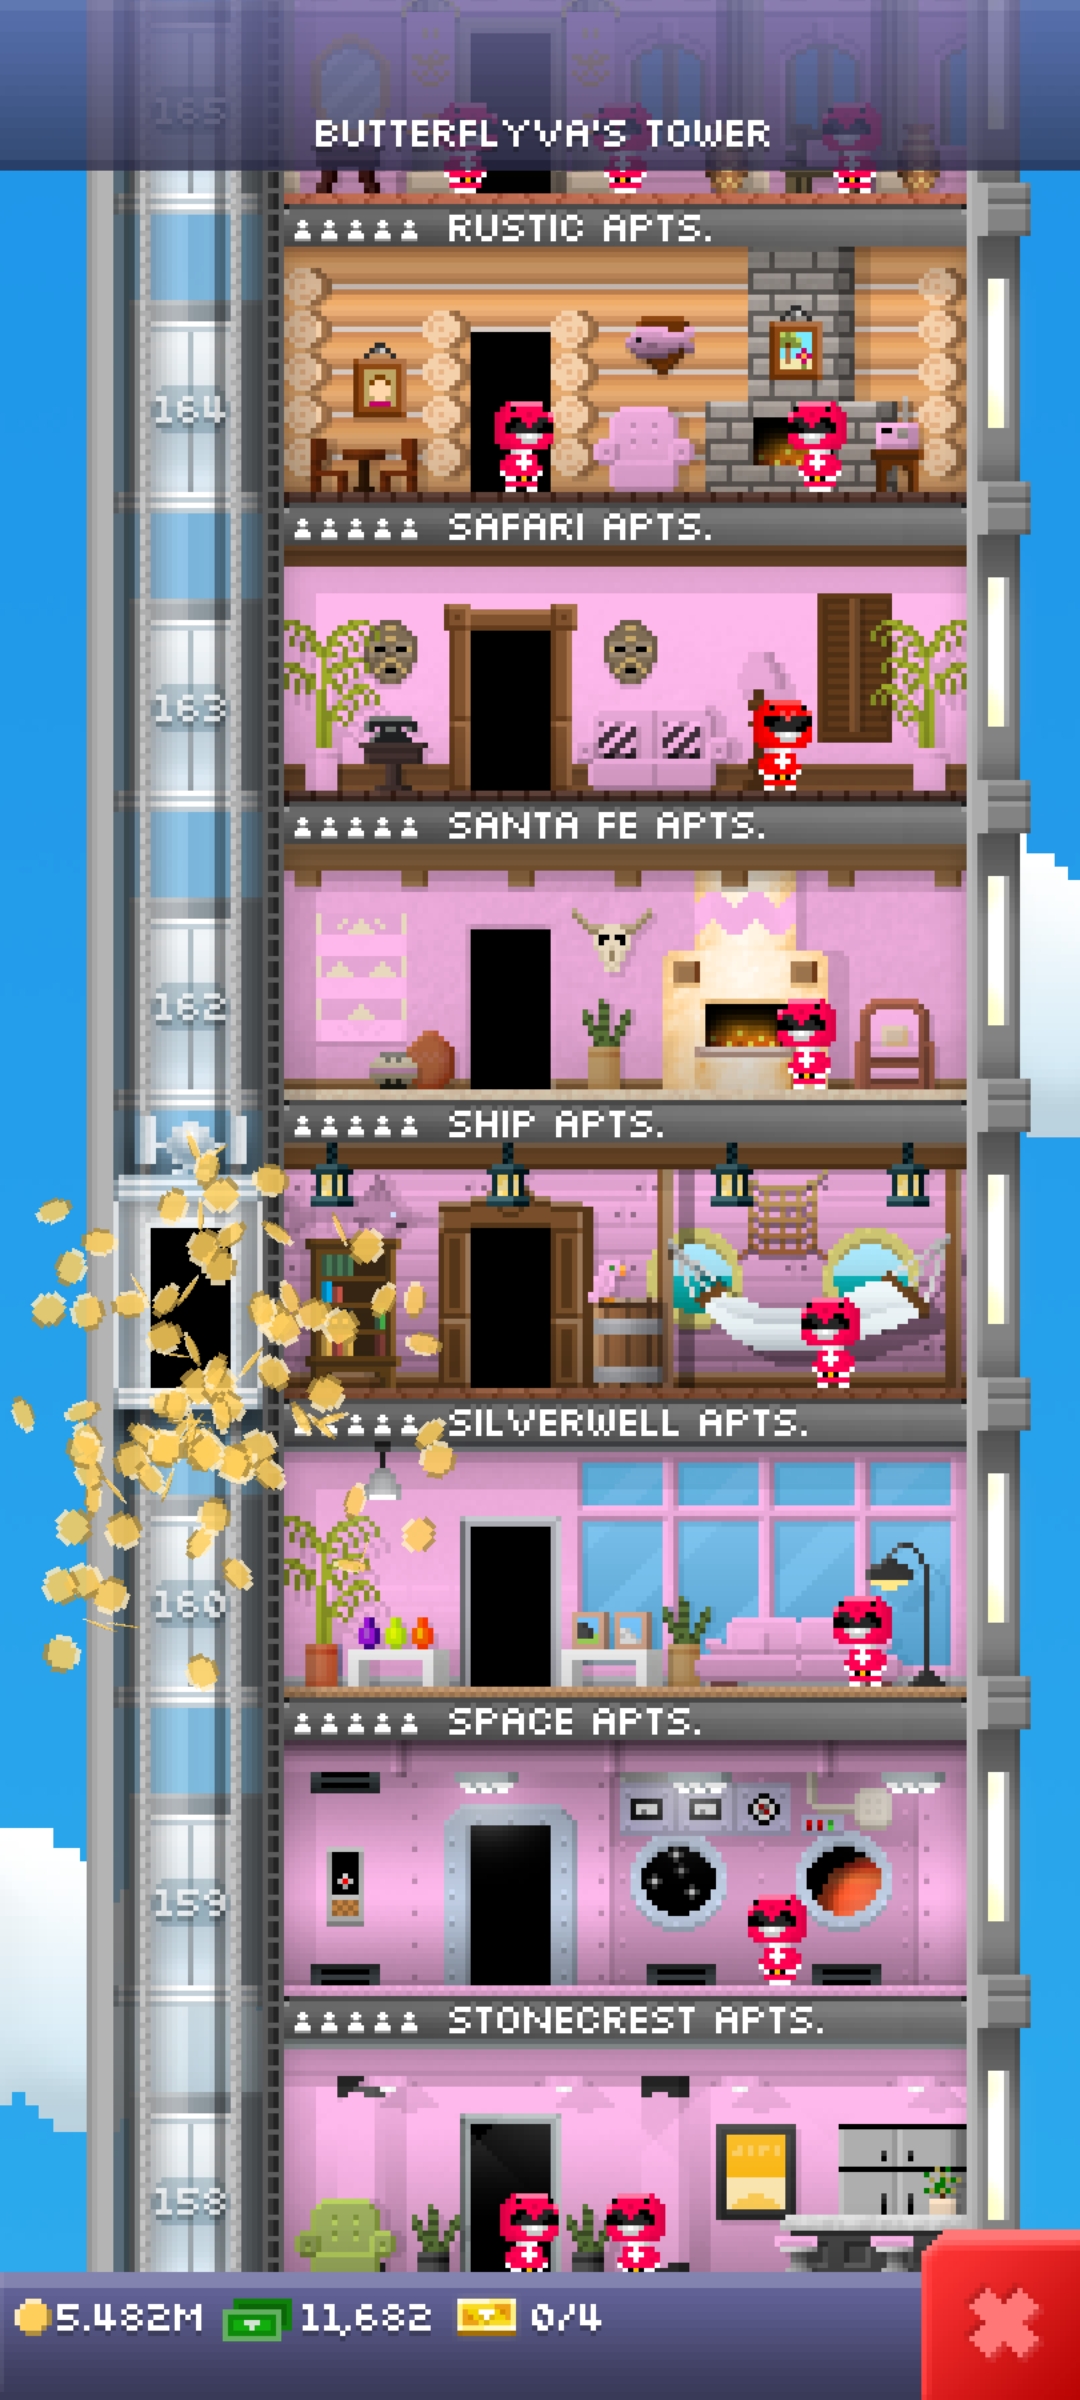 165
BUTTERFLYVA'S TOWER
RUSTIC APTS.
164
SAFARI APTS.
163
SANTA FE APTS.
162
SHIP APTS.
SILVERWELL APTS.
160
SPACE APTS.
159
STONECREST APTS.
158
5.482M 11,682 0/4